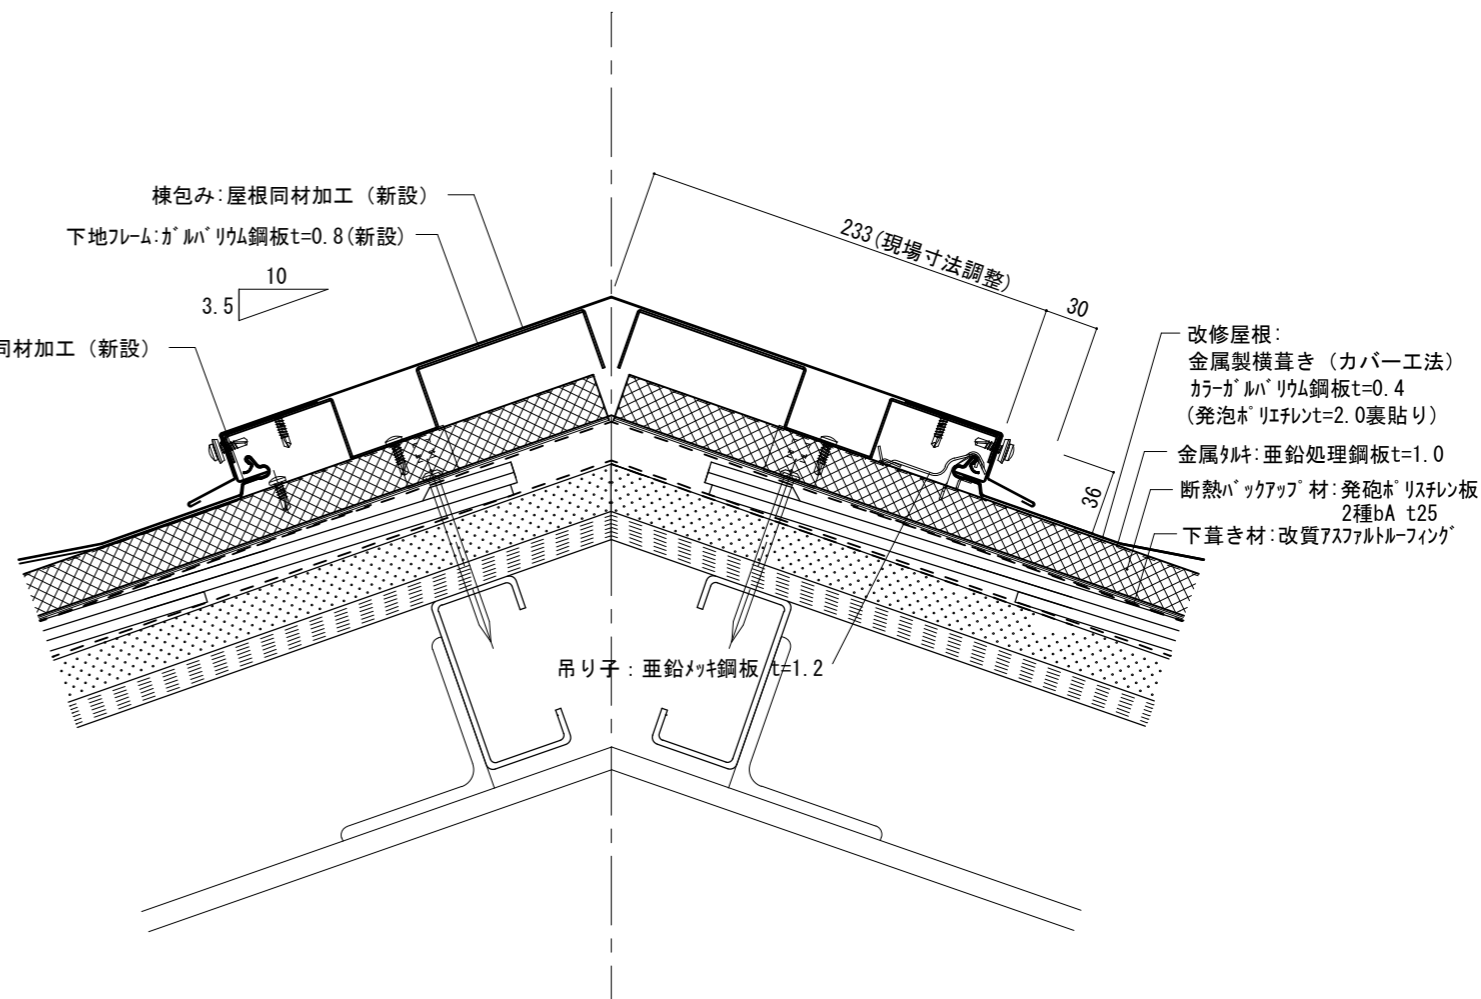 棟包み:屋根同材加工（新設）
下地ﾌﾚｰﾑ:ｶﾞﾙﾊﾞﾘｳﾑ鋼板t=0.8(新設)
10
3.5
同材加工（新設）
233(現場寸法調整)
30
36
改修屋根:
金属製横葺き（カバー工法）
ｶﾗｰｶﾞﾙﾊﾞﾘｳﾑ鋼板t=0.4
(発泡ﾎﾟﾘｴﾁﾚﾝt=2.0裏貼り)
金属ﾀﾙｷ:亜鉛処理鋼板t=1.0
断熱ﾊﾞｯｸｱｯﾌﾟ材:発砲ﾎﾟﾘｽﾁﾚﾝ板
2種bA t25
下葺き材:改質ｱｽﾌｧﾙﾄﾙｰﾌｨﾝｸﾞ
吊り子：亜鉛ﾒｯｷ鋼板 t=1.2